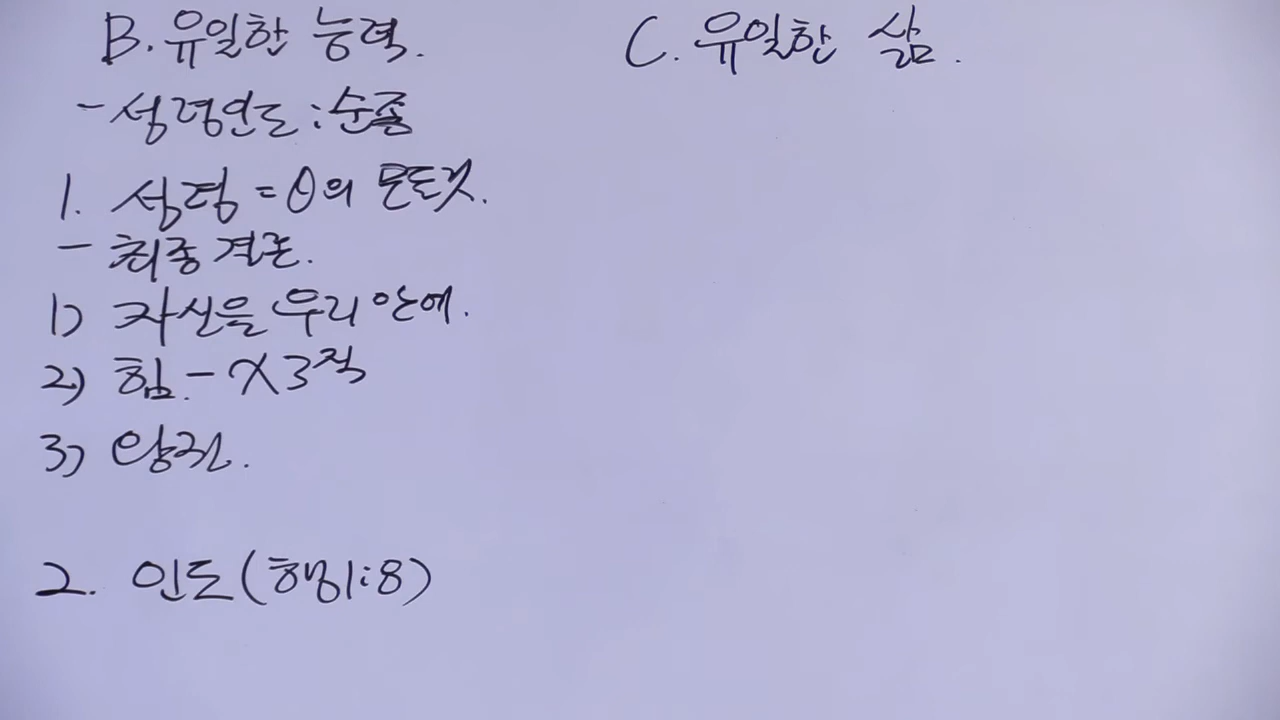 B. 유일한 능력.
- 성령인도 : 순종
1. 성령 = θ의 모든것.
- 최종결론.
1) 자신을 우리 안에.
2) 힘 - X 3적
3)
2. 인도(행1:8)
C. 유일한 삶.